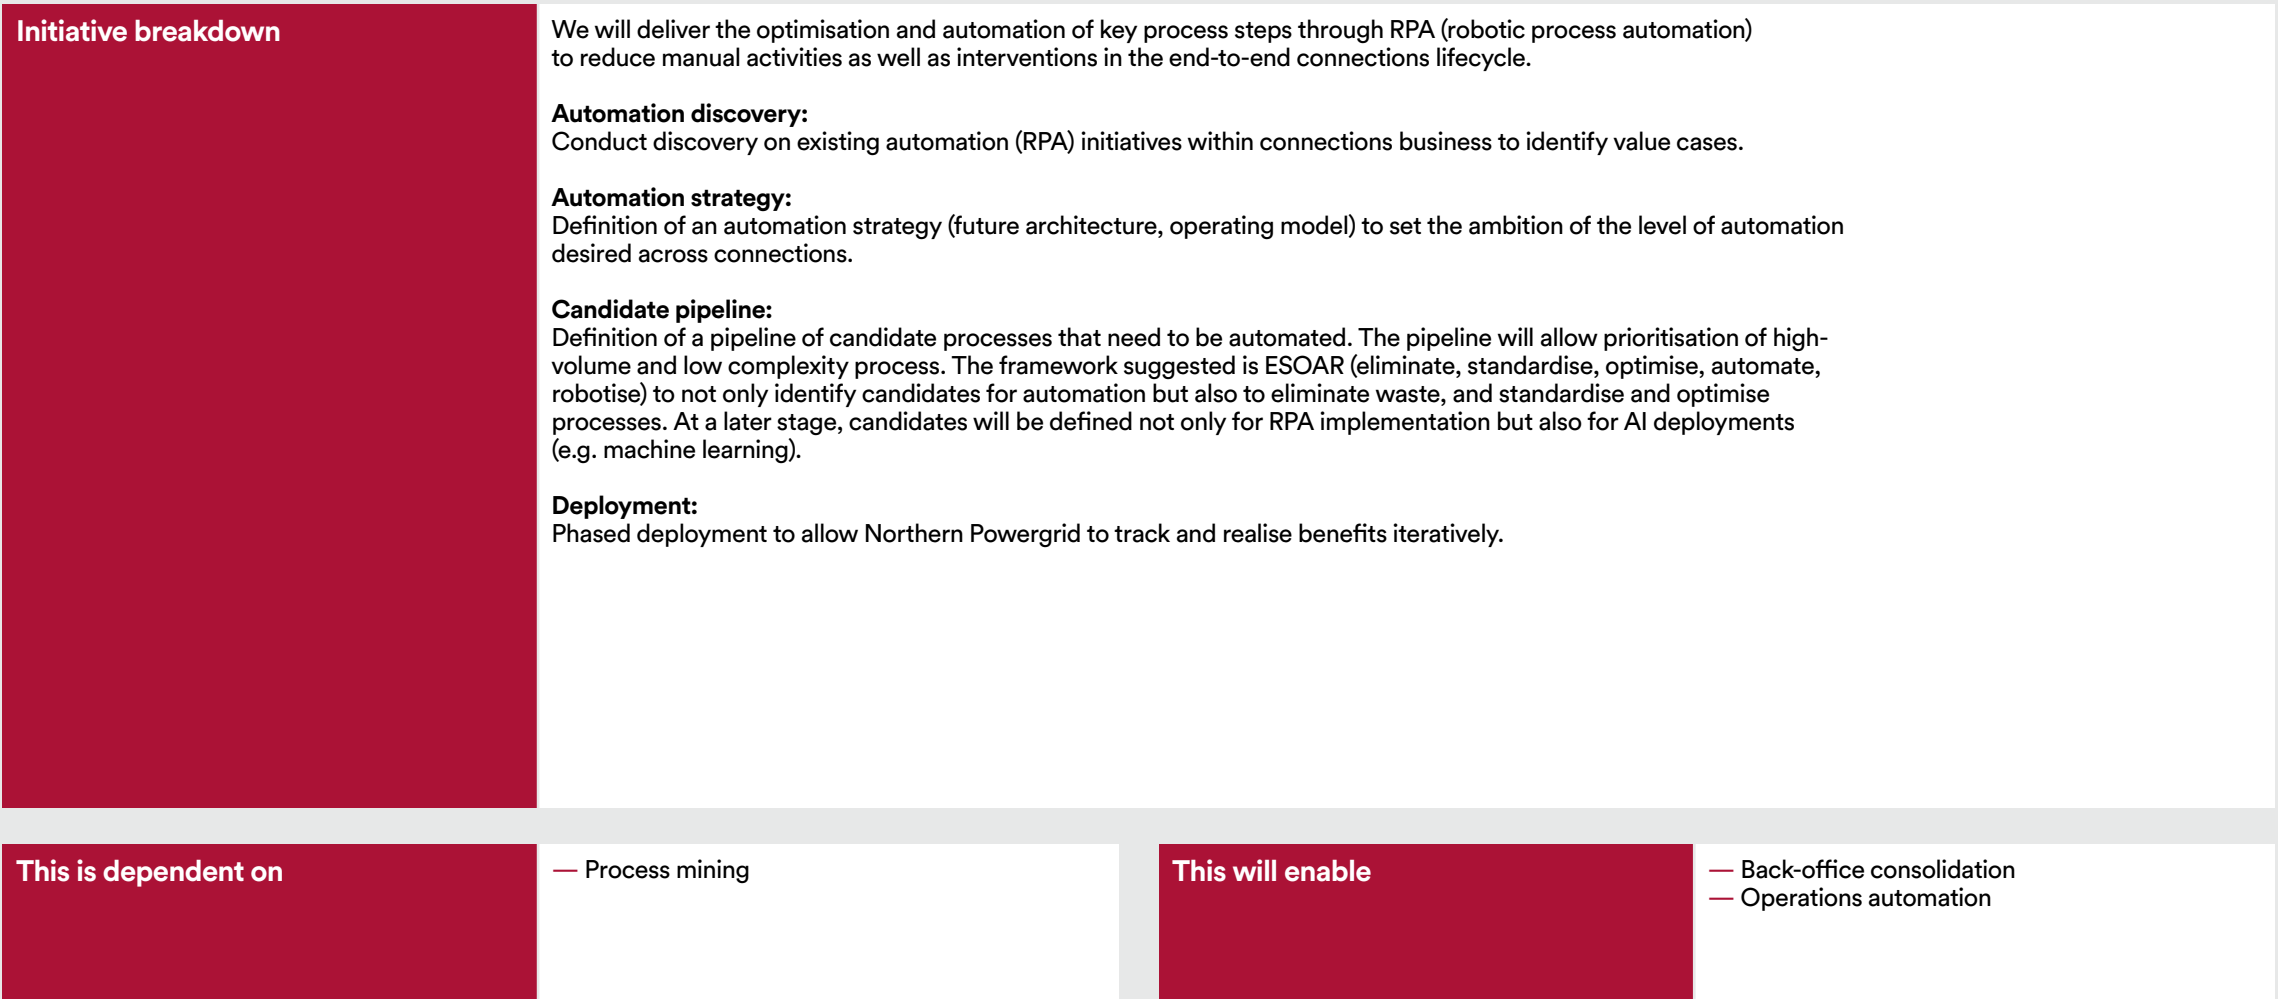 Initiative breakdown
We will deliver the optimisation and automation of key process steps through RPA (robotic process automation)
to reduce manual activities as well as interventions in the end-to-end connections lifecycle.
Automation discovery:
Conduct discovery on existing automation (RPA) initiatives within connections business to identify value cases.
Automation strategy:
Definition of an automation strategy (future architecture, operating model) to set the ambition of the level of automation
desired across connections.
Candidate pipeline:
Definition of a pipeline of candidate processes that need to be automated. The pipeline will allow prioritisation of high-
volume and low complexity process. The framework suggested is ESOAR (eliminate, standardise, optimise, automate,
robotise) to not only identify candidates for automation but also to eliminate waste, and standardise and optimise
processes. At a later stage, candidates will be defined not only for RPA implementation but also for AI deployments
(e.g. machine learning).
Deployment:
Phased deployment to allow Northern Powergrid to track and realise benefits iteratively.
This is dependent on
— Process mining
This will enable
— Back-office consolidation
— Operations automation